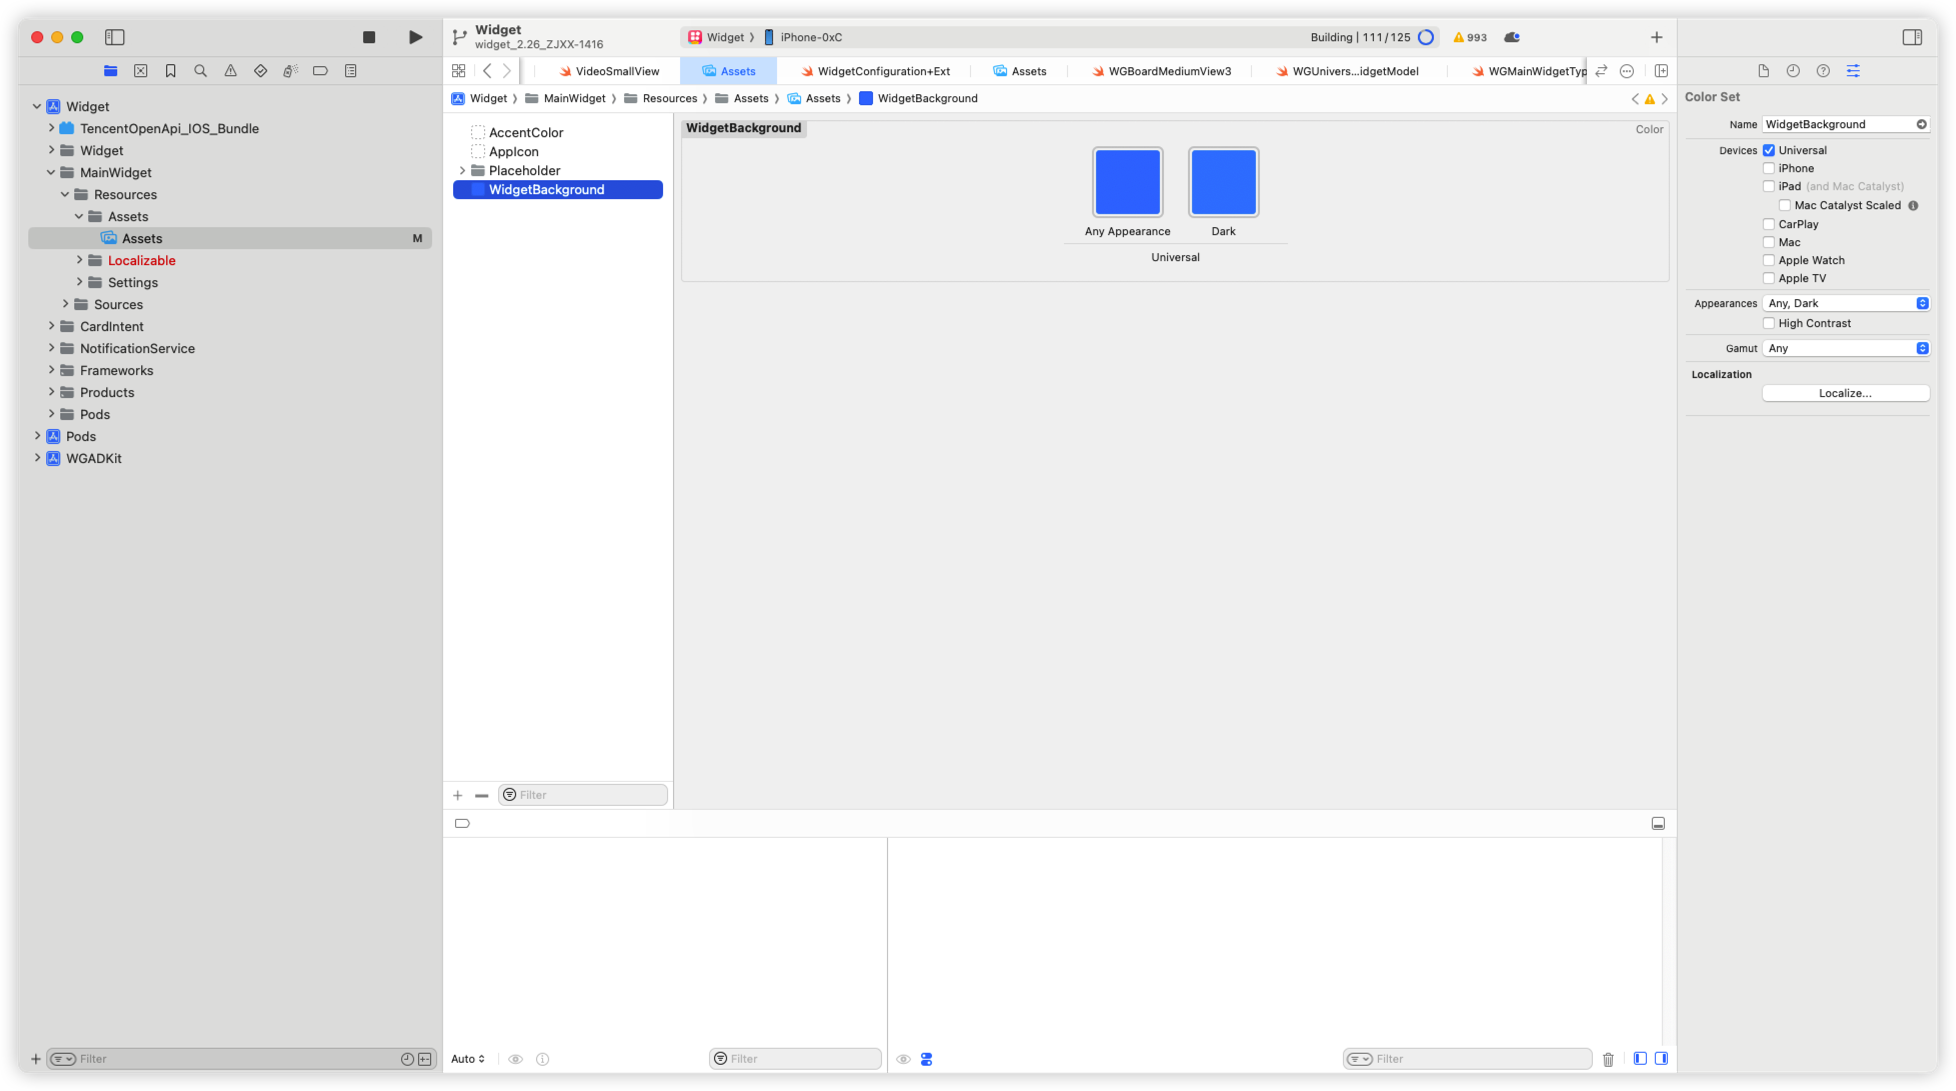 Widget
widget_2.26_ZJXX-1416
Widget
iPhone-0xC
Building | 111/125
993
VideoSmallView
Assets
WidgetConfiguration+Ext
Assets
WGBoardMediumView3
WGUnivers...idgetModel
WGMainWidgetTyp
Widget
MainWidget
Resources
Assets
Assets
WidgetBackground
Widget
TencentOpenApi_IOS_Bundle
Widget
MainWidget
Resources
Assets
Assets
M
Localizable
Settings
Sources
CardIntent
NotificationService
Frameworks
Products
Pods
Pods
WGADKit
Filter
AccentColor
AppIcon
Placeholder
WidgetBackground
Filter
WidgetBackground
Color
Any Appearance
Dark
Universal
Auto
Filter
Filter
Color Set
Name
WidgetBackground
Devices
Universal
iPhone
iPad (and Mac Catalyst)
Mac Catalyst Scaled
CarPlay
Mac
Apple Watch
Apple TV
Appearances
Any, Dark
High Contrast
Gamut
Any
Localization
Localize...